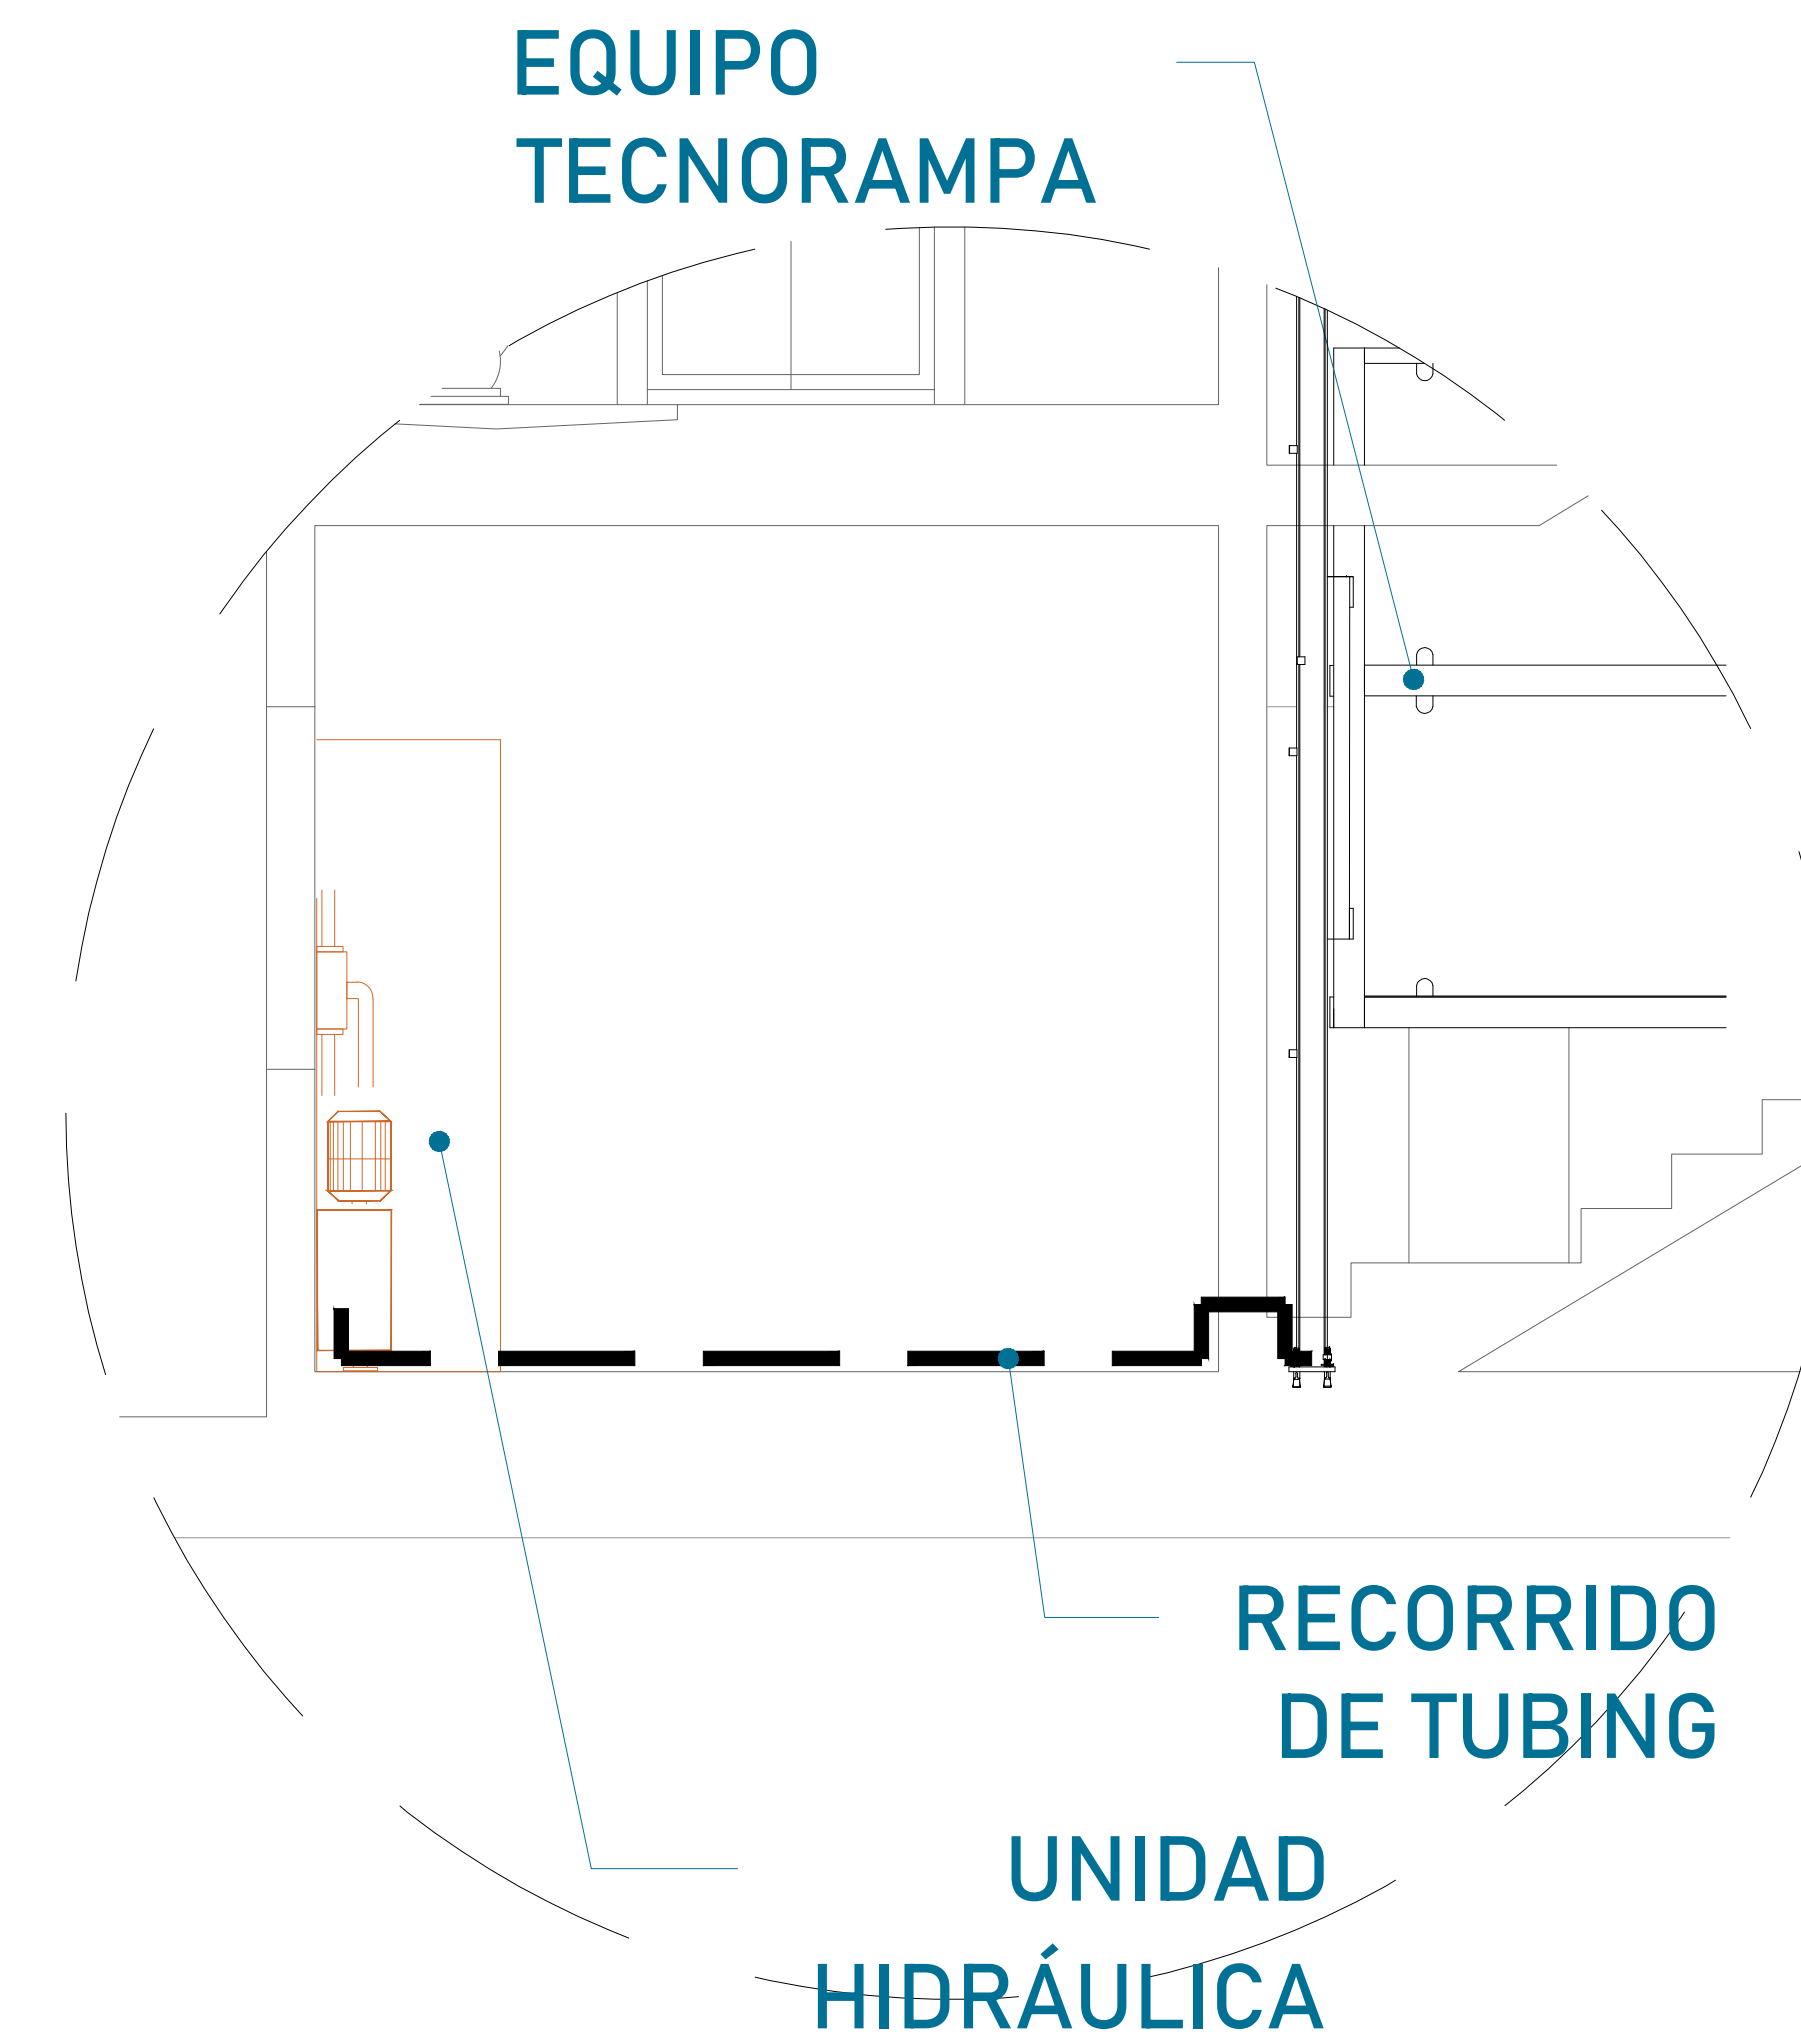 EQUIPO
TECNORAMPA
RECORRIDO
DE TUBING
UNIDAD
HIDRÁULICA